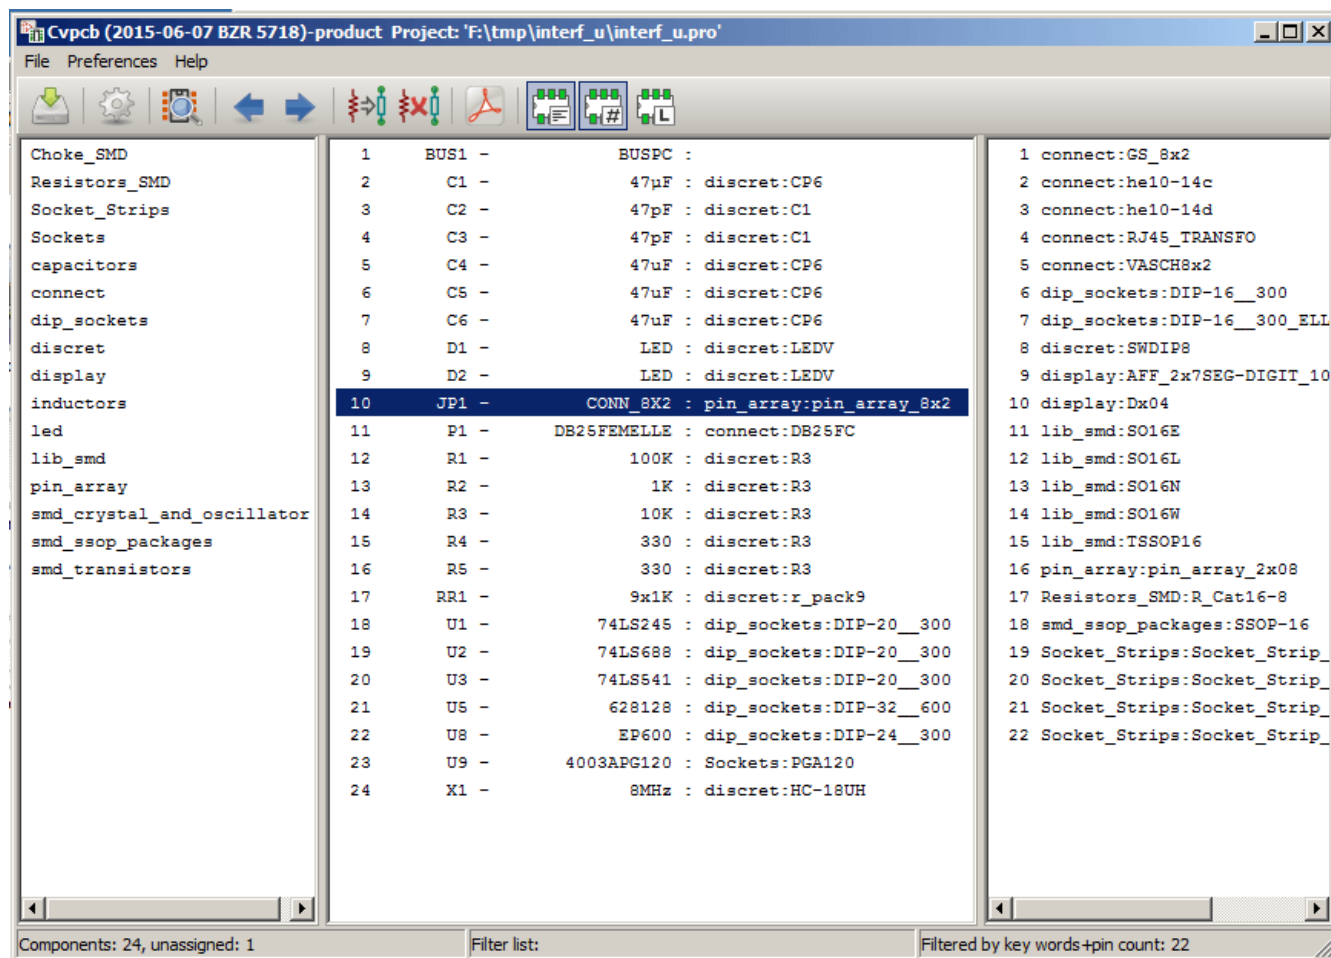 Cvpcb (2015-06-07 BZR 5718)-product Project: 'F:\tmp\interf_u\interf_u.pro'
File Preferences Help
Choke_SMD
Resistors_SMD
Socket_Strips
Sockets
capacitors
connect
dip_sockets
discret
display
inductors
led
lib_smd
pin_array
smd_crystal_and_oscillator
smd_ssop_packages
smd_transistors
1 BUS1 - BUSPC :
2 C1 - 47µF : discret:CP6
3 C2 - 47pF : discret:C1
4 C3 - 47pF : discret:C1
5 C4 - 47uF : discret:CP6
6 C5 - 47uF : discret:CP6
7 C6 - 47uF : discret:CP6
8 D1 - LED : discret:LEDV
9 D2 - LED : discret:LEDV
10 JP1 - CONN_8X2 : pin_array:pin_array_8x2
11 P1 - DB25FEMELLE : connect:DB25FC
12 R1 - 100K : discret:R3
13 R2 - 1K : discret:R3
14 R3 - 10K : discret:R3
15 R4 - 330 : discret:R3
16 R5 - 330 : discret:R3
17 RR1 - 9x1K : discret:r_pack9
18 U1 - 74LS245 : dip_sockets:DIP-20__300
19 U2 - 74LS688 : dip_sockets:DIP-20__300
20 U3 - 74LS541 : dip_sockets:DIP-20__300
21 U5 - 628128 : dip_sockets:DIP-32__600
22 U8 - EP600 : dip_sockets:DIP-24__300
23 U9 - 4003APG120 : Sockets:PGA120
24 X1 - 8MHz : discret:HC-18UH
1 connect:GS_8x2
2 connect:he10-14c
3 connect:he10-14d
4 connect:RJ45_TRANSFO
5 connect:VASCH8x2
6 dip_sockets:DIP-16__300
7 dip_sockets:DIP-16__300_ELL
8 discret:SWDIP8
9 display:AFF_2x7SEG-DIGIT_10
10 display:Dx04
11 lib_smd:SO16E
12 lib_smd:SO16L
13 lib_smd:SO16N
14 lib_smd:SO16W
15 lib_smd:TSSOP16
16 pin_array:pin_array_2x08
17 Resistors_SMD:R_Cat16-8
18 smd_ssop_packages:SSOP-16
19 Socket_Strips:Socket_Strip_
20 Socket_Strips:Socket_Strip_
21 Socket_Strips:Socket_Strip_
22 Socket_Strips:Socket_Strip_
Components: 24, unassigned: 1
Filter list:
Filtered by key words+pin count: 22